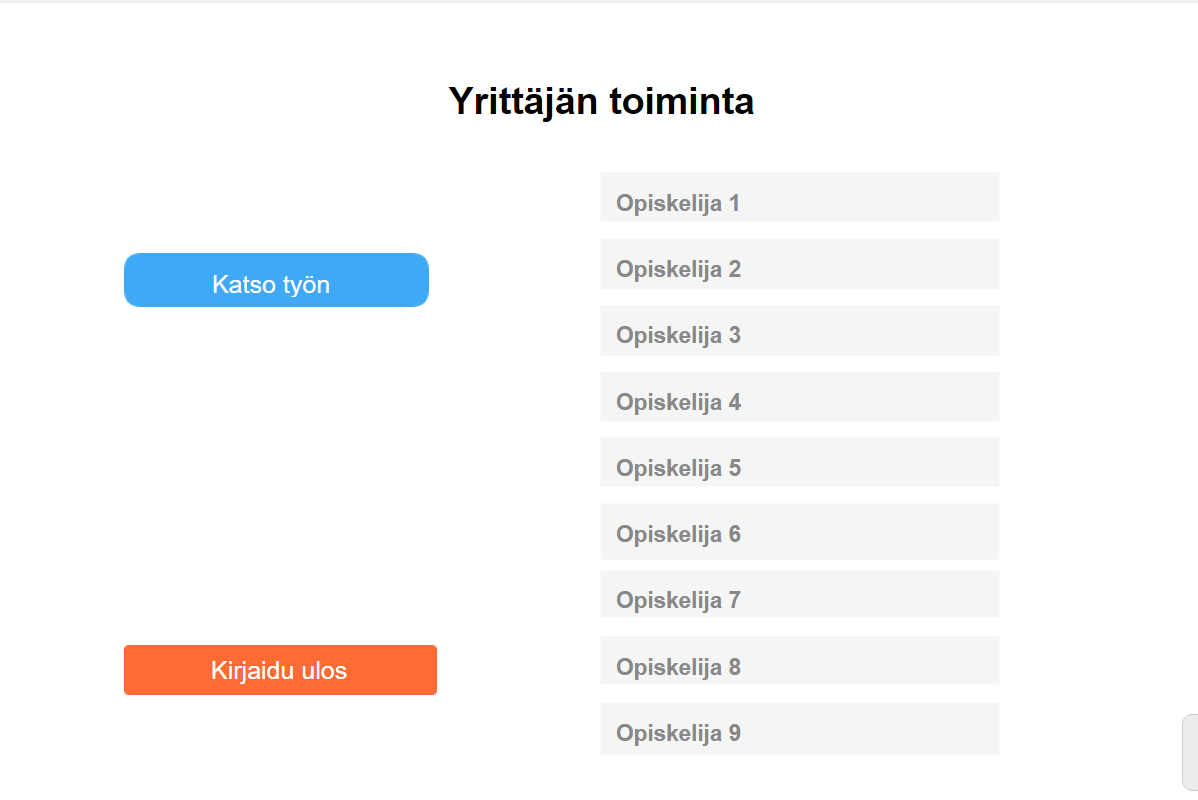 Yrittäjän toiminta
Katso työn
Kirjaidu ulos
Opiskelija 1
Opiskelija 2
Opiskelija 3
Opiskelija 4
Opiskelija 5
Opiskelija 6
Opiskelija 7
Opiskelija 8
Opiskelija 9